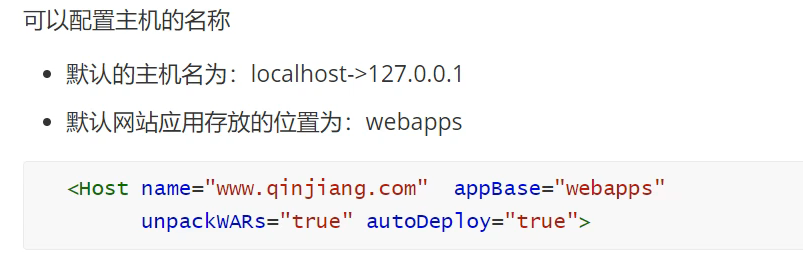 可以配置主机的名称
默认的主机名为：localhost->127.0.0.1
默认网站应用存放的位置为：webapps
<Host name="www.qinjiang.com"  appBase="webapps"
unpackWARs="true" autoDeploy="true">